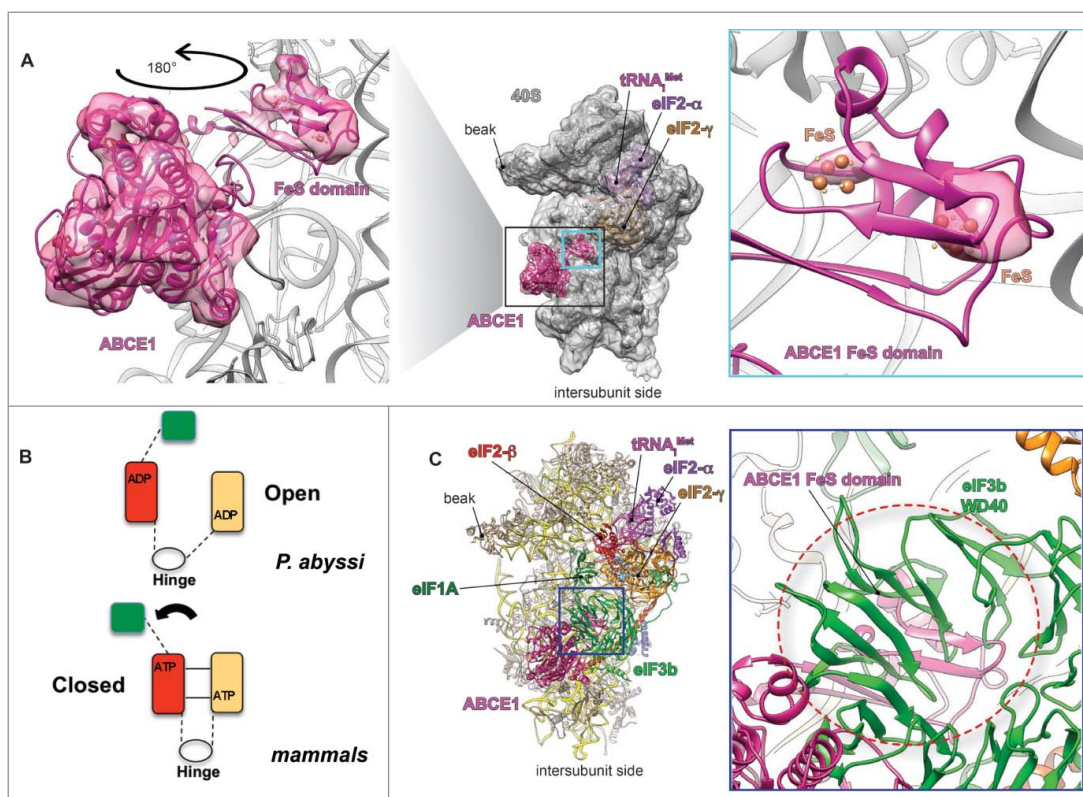 A
180°
FeS domain
ABCE1
40S
beak
tRNAᵢᴹᵉᵗ
eIF2-α
eIF2-γ
ABCE1
intersubunit side
FeS
FeS
ABCE1 FeS domain
B
ADP
ADP
Open
Hinge
P. abyssi
ATP
ATP
Closed
Hinge
mammals
C
eIF2-β
tRNAᵢᴹᵉᵗ
eIF2-α
eIF2-γ
beak
eIF1A
eIF3b
ABCE1
intersubunit side
ABCE1 FeS domain
eIF3b
WD40